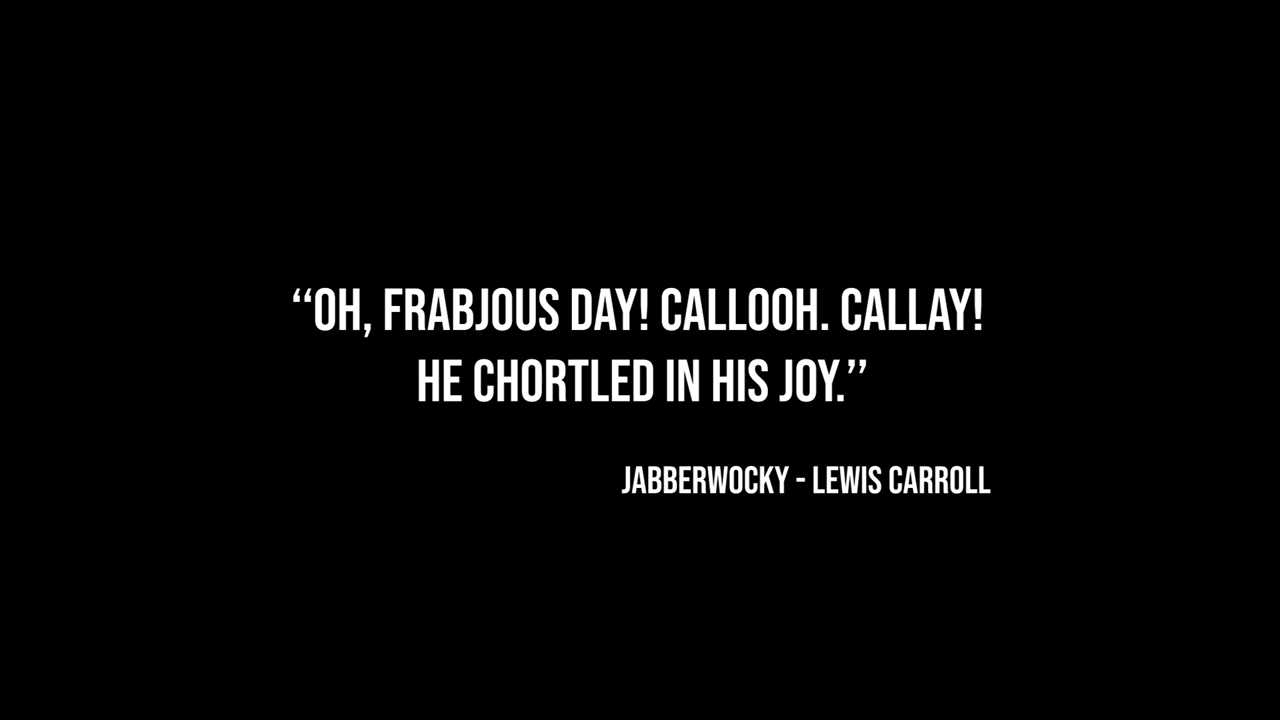 “OH, FRABJOUS DAY! CALLOOH. CALLAY!
HE CHORTLED IN HIS JOY.”
JABBERWOCKY - LEWIS CARROLL